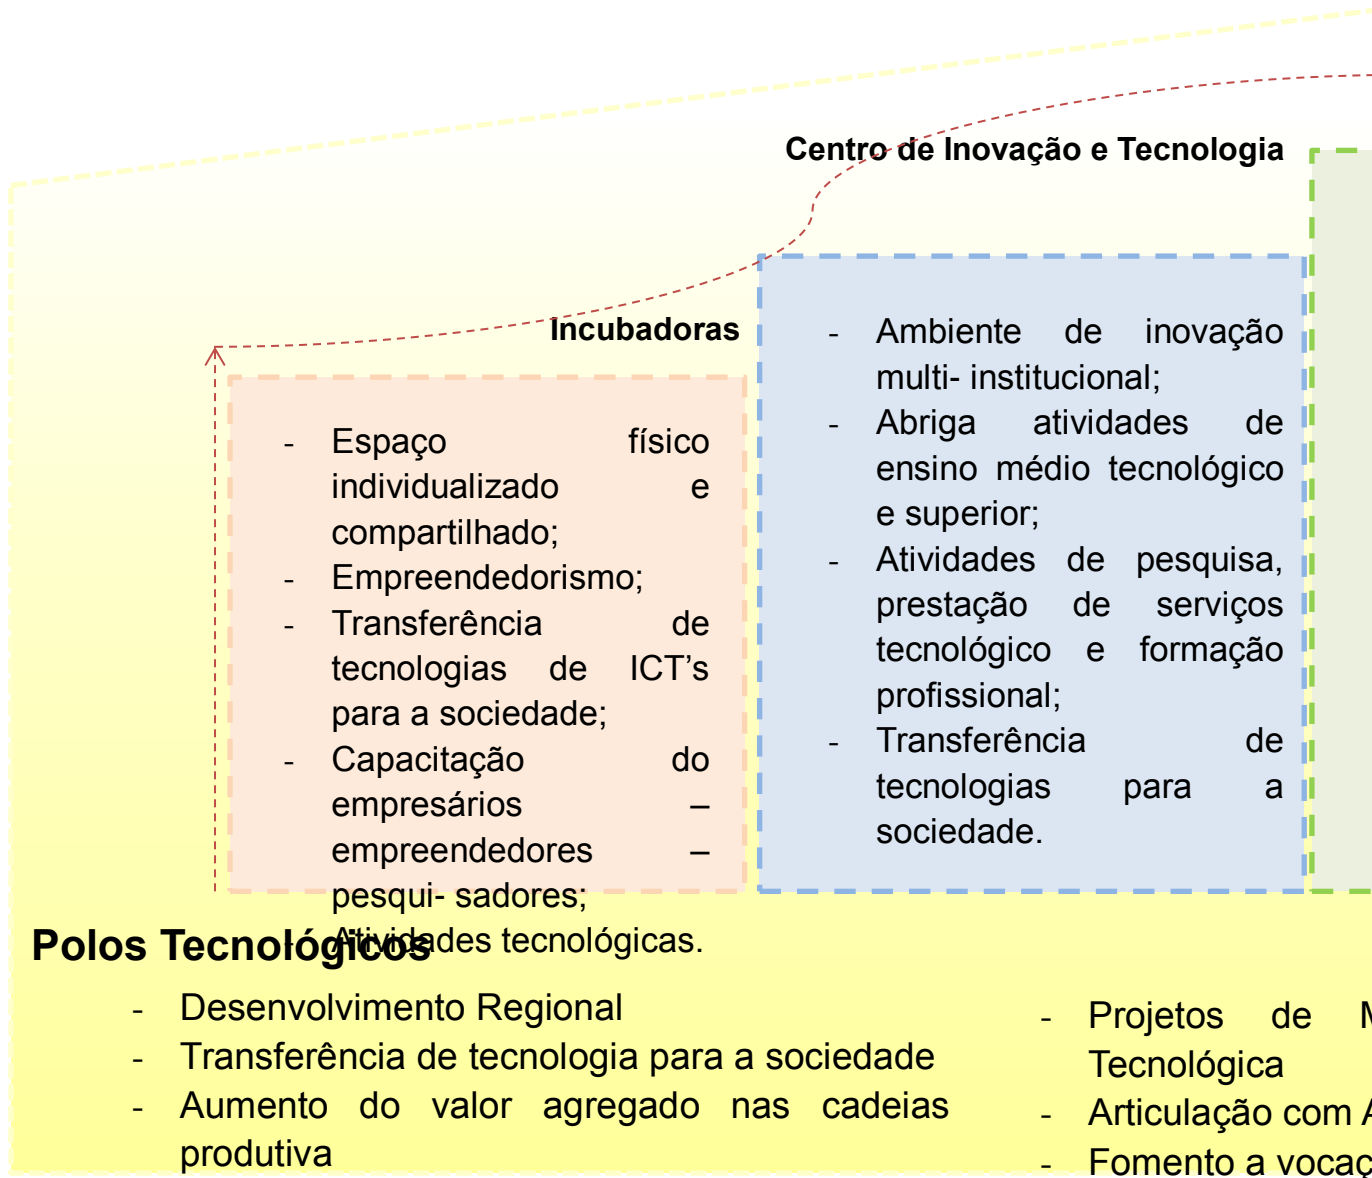 Centro de Inovação e Tecnologia
Incubadoras
- Ambiente de inovação
multi- institucional;
- Abriga atividades de
ensino médio tecnológico
e superior;
- Atividades de pesquisa,
prestação de serviços
tecnológico e formação
profissional;
- Transferência de
tecnologias para a
sociedade.
- Espaço físico
individualizado e
compartilhado;
- Empreendedorismo;
- Transferência de
tecnologias de ICT’s
para a sociedade;
- Capacitação do
empresários –
empreendedores –
pesqui- sadores;
- Atividades tecnológicas.
Polos Tecnológicos
- Desenvolvimento Regional
- Transferência de tecnologia para a sociedade
- Aumento do valor agregado nas cadeias
produtiva
- Projetos de
Tecnológica
- Articulação com
- Fomento a